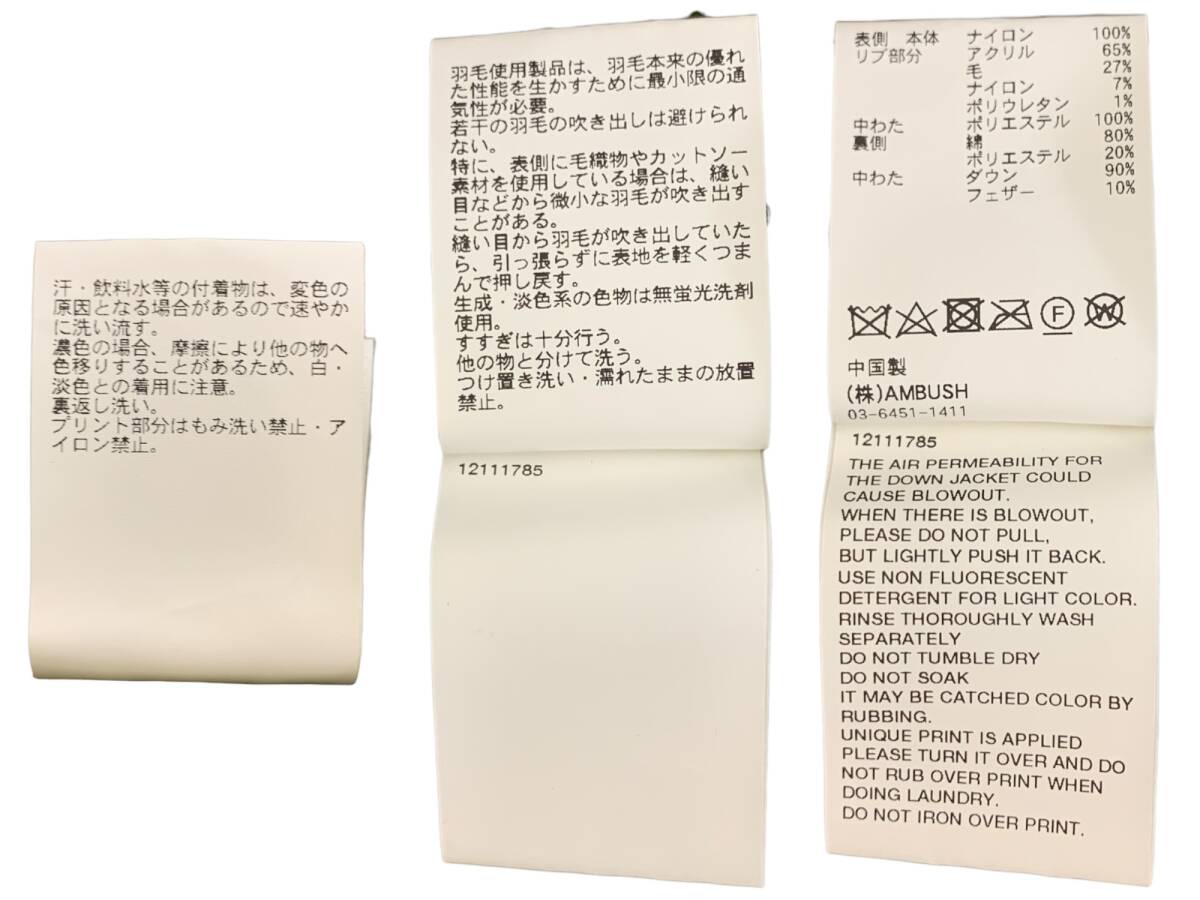 汗・飲料水等の付着物は、変色の
原因となる場合があるので速やか
に洗い流す。
濃色の場合、摩擦により他の物へ
色移りすることがあるため、白・
淡色との着用に注意。
裏返し洗い。
プリント部分はもみ洗い禁止・ア
イロン禁止。
羽毛使用製品は、羽毛本来の優れ
た性能を生かすために最小限の通
気性が必要。
若干の羽毛の吹き出しは避けられ
ない。
特に、表側に毛織物やカットソー
素材を使用している場合は、縫い
目などから微小な羽毛が吹き出す
ことがある。
縫い目から羽毛が吹き出していた
ら、引っ張らずに表地を軽くつま
んで押し戻す。
生成・淡色系の色物は無蛍光洗剤
使用。
すすぎは十分行う。
他の物と分けて洗う。
つけ置き洗い・濡れたままの放置
禁止。
12111785
表側 本体 ナイロン 100%
リブ部分 アクリル 65%
毛 27%
ナイロン 7%
ポリウレタン 1%
中わた ポリエステル 100%
裏側 綿 80%
ポリエステル 20%
中わた ダウン 90%
フェザー 10%
F W
中国製
(株)AMBUSH
03-6451-1411
12111785
THE AIR PERMEABILITY FOR
THE DOWN JACKET COULD
CAUSE BLOWOUT.
WHEN THERE IS BLOWOUT,
PLEASE DO NOT PULL,
BUT LIGHTLY PUSH IT BACK.
USE NON FLUORESCENT
DETERGENT FOR LIGHT COLOR.
RINSE THOROUGHLY WASH
SEPARATELY
DO NOT TUMBLE DRY
DO NOT SOAK
IT MAY BE CATCHED COLOR BY
RUBBING.
UNIQUE PRINT IS APPLIED
PLEASE TURN IT OVER AND DO
NOT RUB OVER PRINT WHEN
DOING LAUNDRY.
DO NOT IRON OVER PRINT.